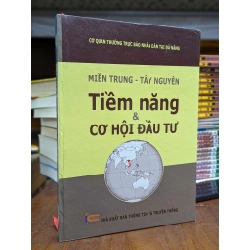 CƠ QUAN THƯỜNG TRỰC BÁO NHÂN DÂN TẠI ĐÀ NẴNG
MIỀN TRUNG - TÂY NGUYÊN
Tiềm năng
&
CƠ HỘI ĐẦU TƯ
NHÀ XUẤT BẢN THÔNG TIN VÀ TRUYỀN THÔNG